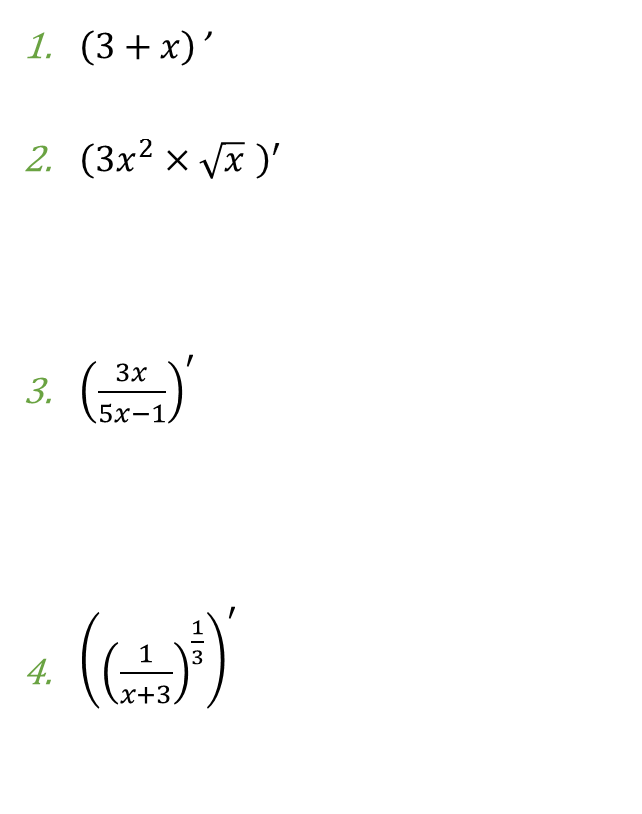 1. (3 + x) ′
2. (3x² × √x )′
3. (3x/(5x−1))′
4. ((1/(x+3))^(1/3))′